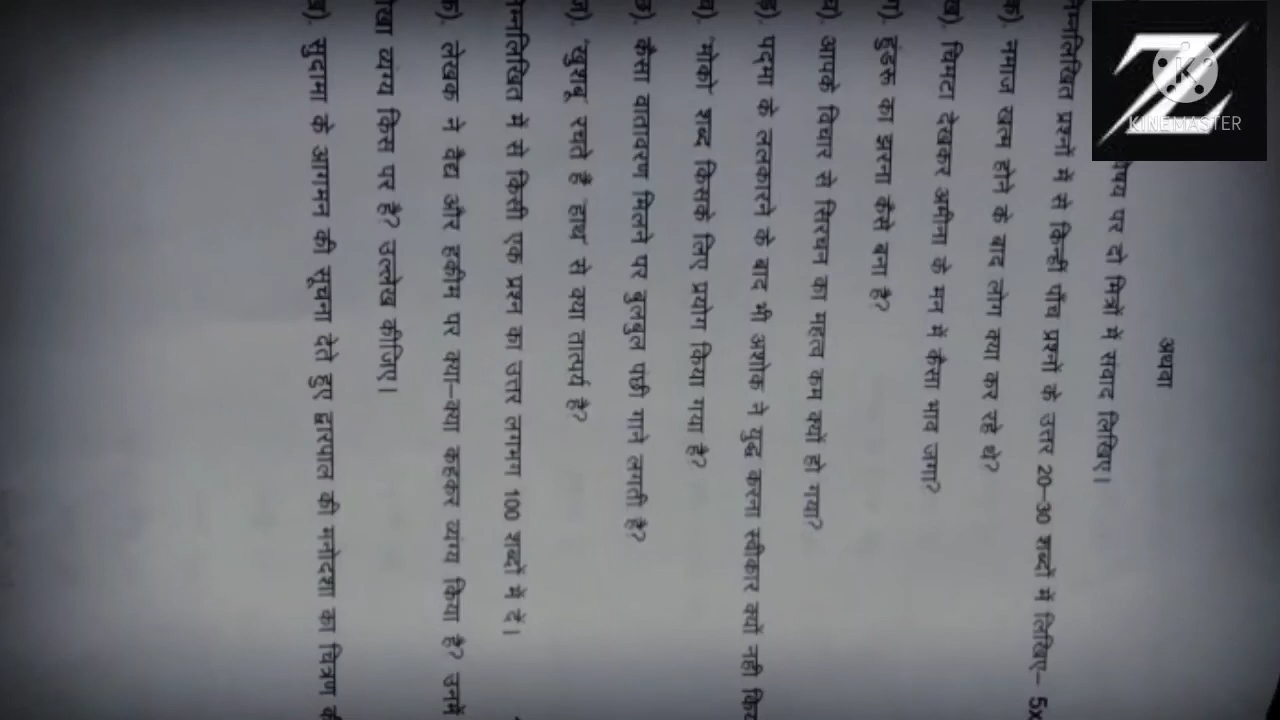 अथवा
विषय पर दो मित्रों में संवाद लिखिए।
निम्नलिखित प्रश्नों में से किन्हीं पाँच प्रश्नों के उत्तर 20–30 शब्दों में लिखिए– 5x
क). नमाज खत्म होने के बाद लोग क्या कर रहे थे?
ख). चिमटा देखकर अमीना के मन में कैसा भाव जगा?
ग). हुंडरू का झरना कैसे बना है?
घ). आपके विचार से सिरचन का महत्व कम क्यों हो गया?
ङ). पद्मा के ललकारने के बाद भी अशोक ने युद्ध करना स्वीकार क्यों नहीं
च). 'मोको' शब्द किसके लिए प्रयोग किया गया है?
छ). कैसा वातावरण मिलने पर बुलबुल पंछी गाने लगती है?
ज). 'खुशबू' रचते हैं 'हाथ' से क्या तात्पर्य है?
निम्नलिखित में से किसी एक प्रश्न का उत्तर लगभग 100 शब्दों में दें।
क). लेखक ने वैद्य और हकीम पर क्या–क्या कहकर व्यंग्य किया है? उनमें
व्यंग्य किस पर है? उल्लेख कीजिए।
ख). सुदामा के आगमन की सूचना देते हुए द्वारपाल की मनोदसा का चित्रण
KINEMASTER